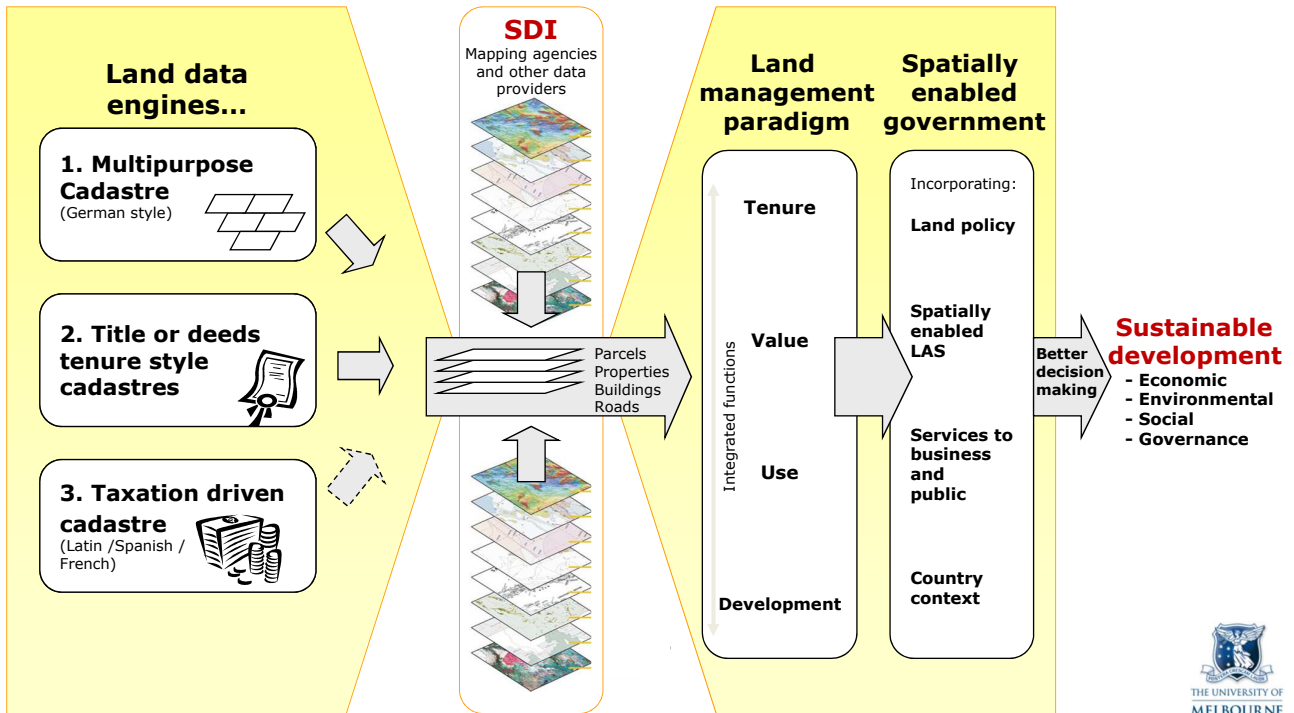 Land data
engines...
1. Multipurpose
Cadastre
(German style)
2. Title or deeds
tenure style
cadastres
3. Taxation driven
cadastre
(Latin /Spanish /
French)
SDI
Mapping agencies
and other data
providers
Parcels
Properties
Buildings
Roads
Land
management
paradigm
Integrated functions
Tenure
Value
Use
Development
Spatially
enabled
government
Incorporating:
Land policy
Spatially
enabled
LAS
Services to
business
and
public
Country
context
Better
decision
making
Sustainable
development
- Economic
- Environmental
- Social
- Governance
THE UNIVERSITY OF
MELBOURNE